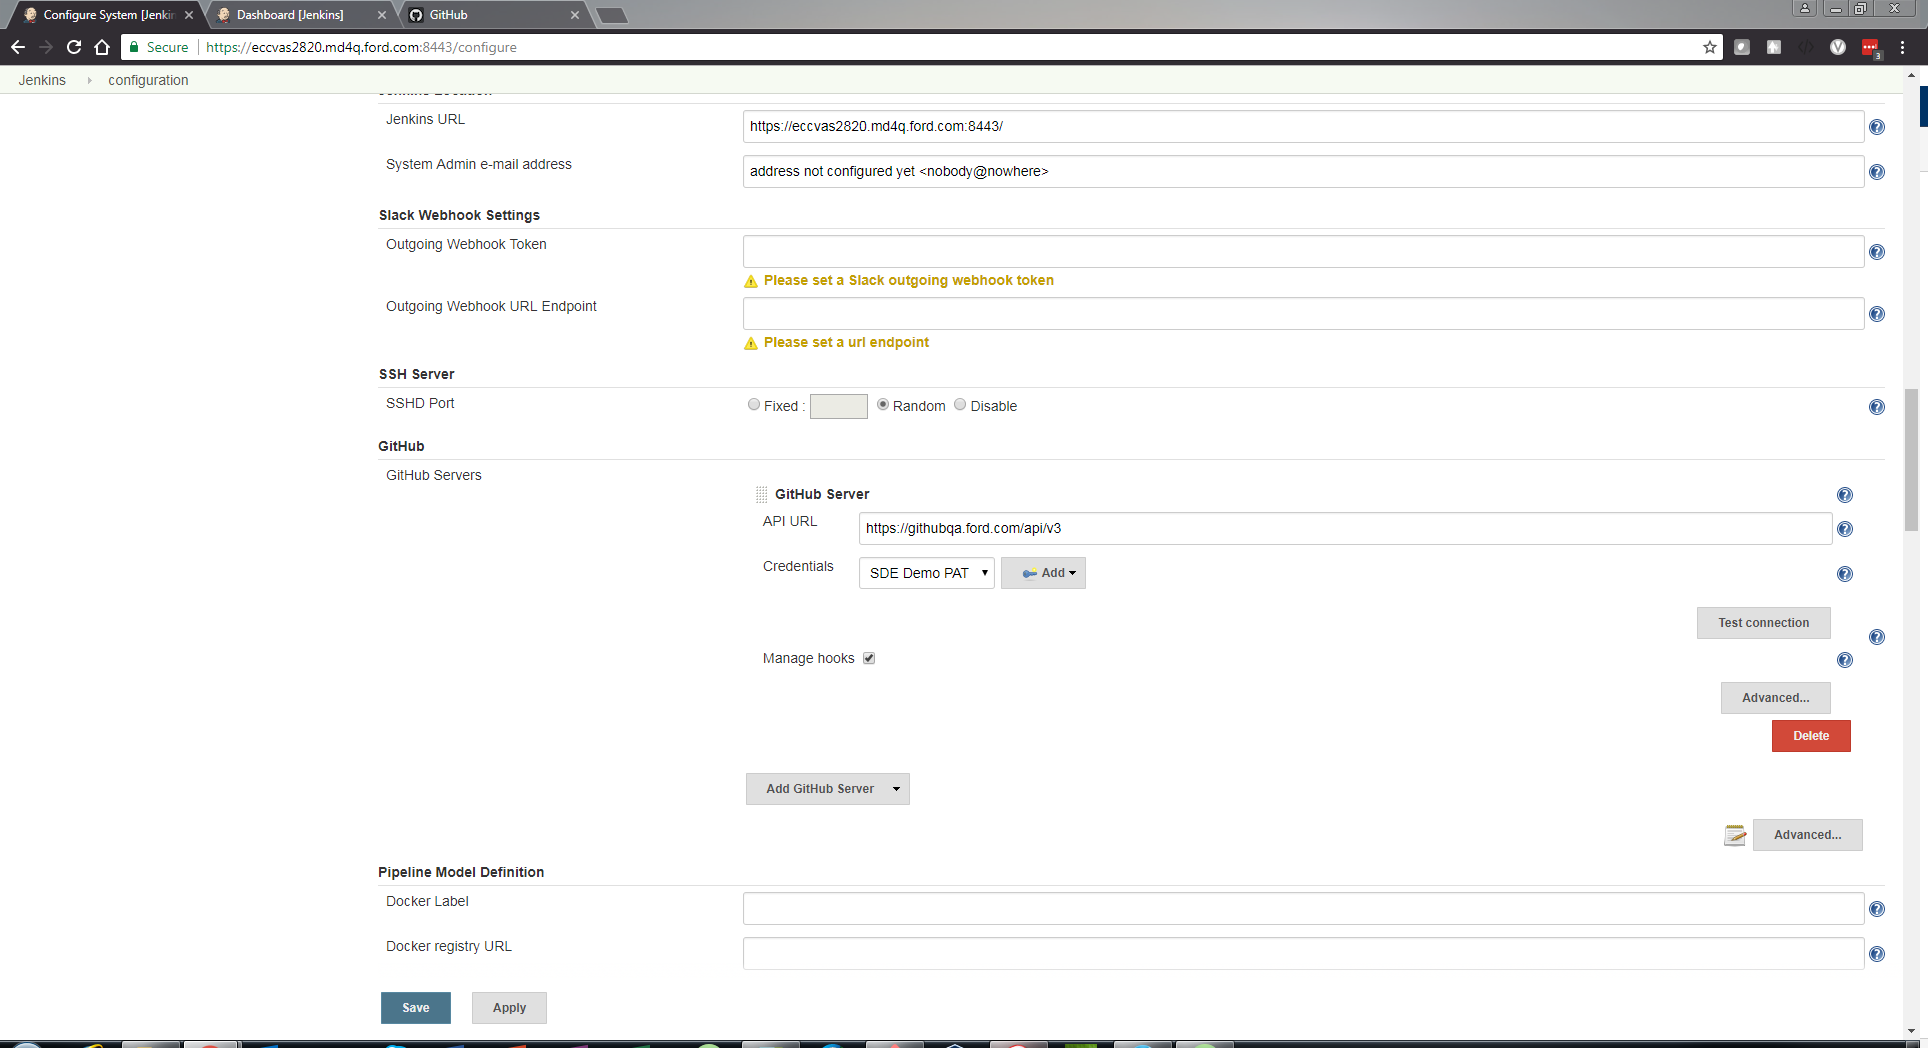 Configure System [Jenkin
Dashboard [Jenkins]
GitHub
Secure
https://eccvas2820.md4q.ford.com:8443/configure
3
Jenkins
configuration
Jenkins Location
Jenkins URL
https://eccvas2820.md4q.ford.com:8443/
System Admin e-mail address
address not configured yet <nobody@nowhere>
Slack Webhook Settings
Outgoing Webhook Token
Please set a Slack outgoing webhook token
Outgoing Webhook URL Endpoint
Please set a url endpoint
SSH Server
SSHD Port
Fixed : Random Disable
GitHub
GitHub Servers
GitHub Server
API URL
https://githubqa.ford.com/api/v3
Credentials
SDE Demo PAT
Add
Test connection
Manage hooks
Advanced...
Delete
Add GitHub Server
Advanced...
Pipeline Model Definition
Docker Label
Docker registry URL
Save Apply